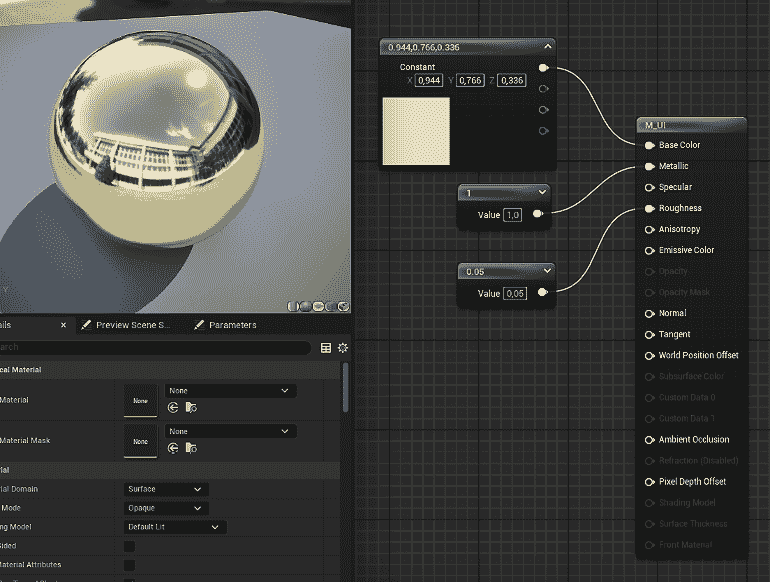 0.944,0.766,0.336
Constant
X 0,944 Y 0,766 Z 0,336
1
Value 1,0
0.05
Value 0,05
M_UI
Base Color
Metallic
Specular
Roughness
Anisotropy
Emissive Color
Opacity
Opacity Mask
Normal
Tangent
World Position Offset
Subsurface Color
Custom Data 0
Custom Data 1
Ambient Occlusion
Refraction (Disabled)
Pixel Depth Offset
Shading Model
Surface Thickness
Front Material
Y
ails × Preview Scene S... Parameters
arch
cal Material
Material None None
Material Mask None None
rial
rial Domain Surface
Mode Opaque
ng Model Default Lit
Sided
Material Attributes